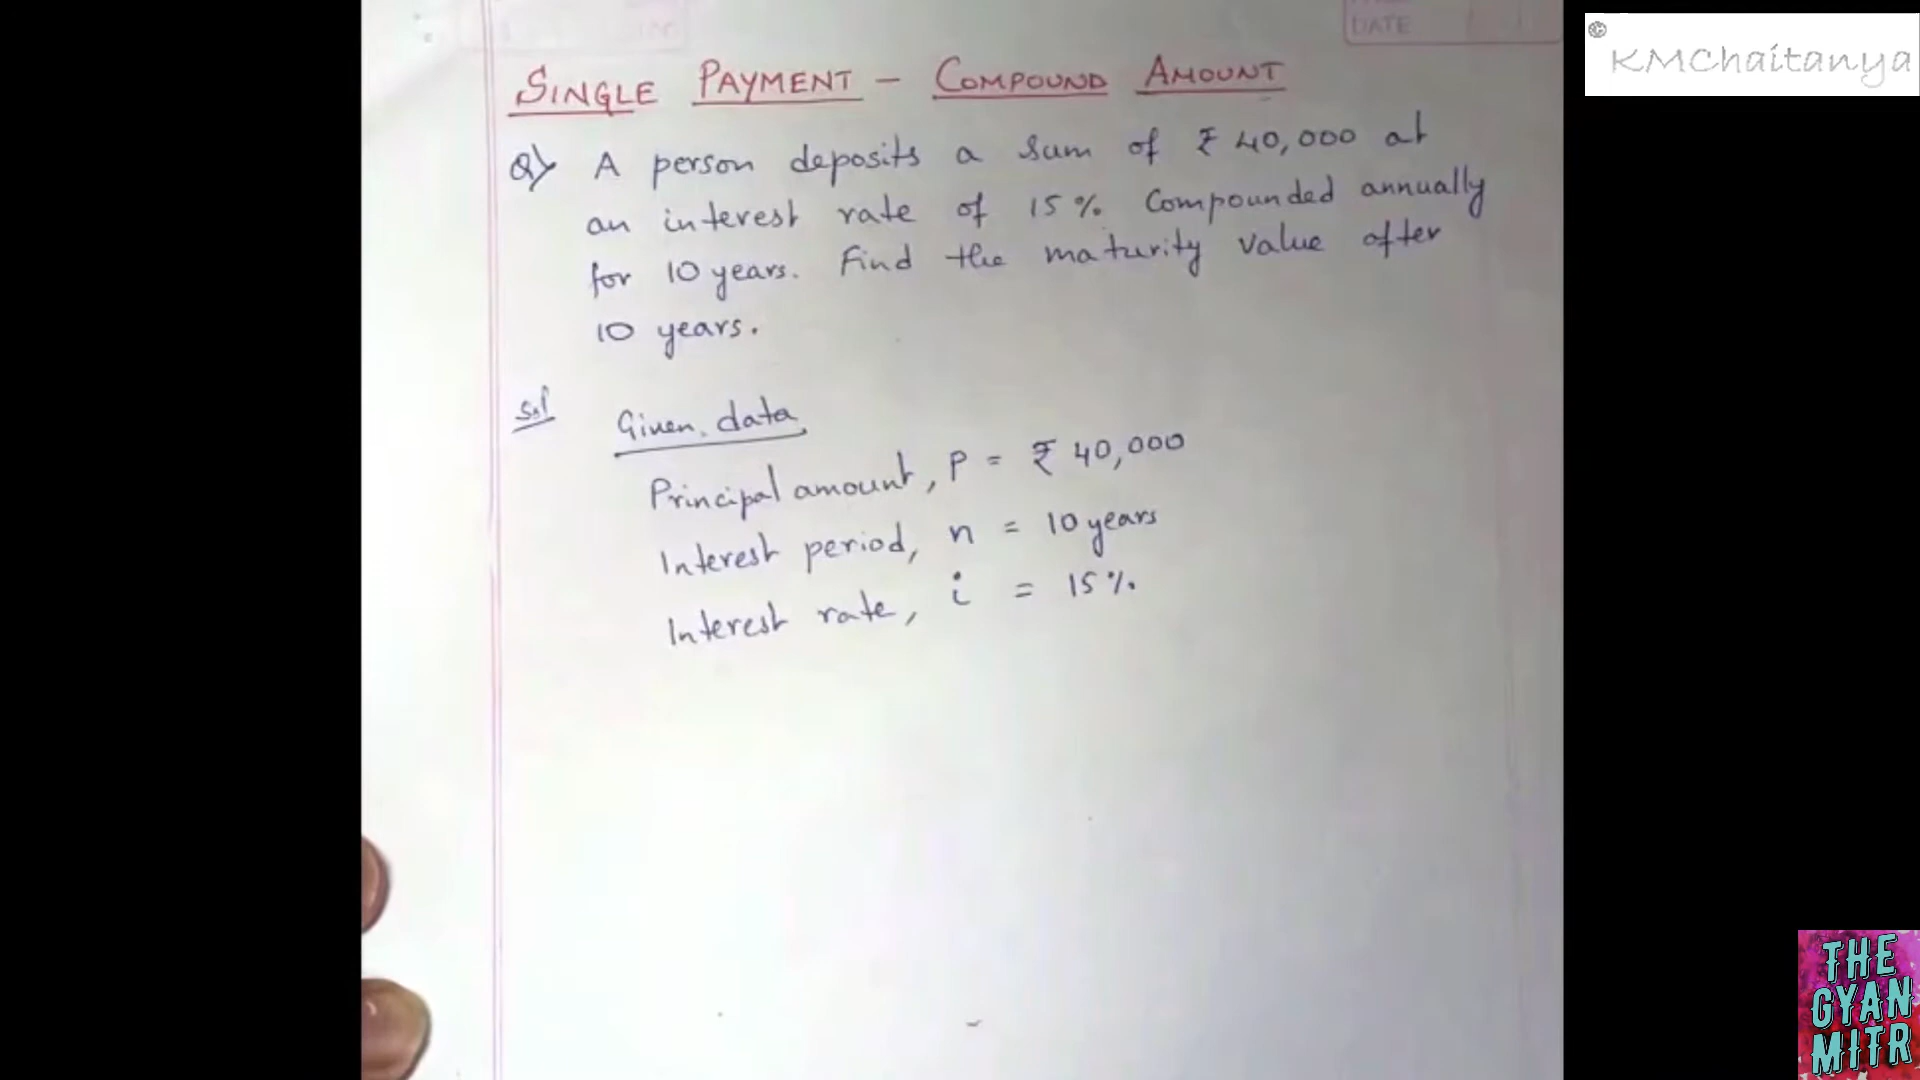 DATE
© KMChaitanya
SINGLE PAYMENT - COMPOUND AMOUNT
Q) A person deposits a sum of ₹ 40,000 at
an interest rate of 15% Compounded annually
for 10 years. Find the maturity value after
10 years.
Sol Given data
Principal amount, P = ₹ 40,000
Interest period, n = 10 years
Interest rate, i = 15%
THE
GYAN
MITR